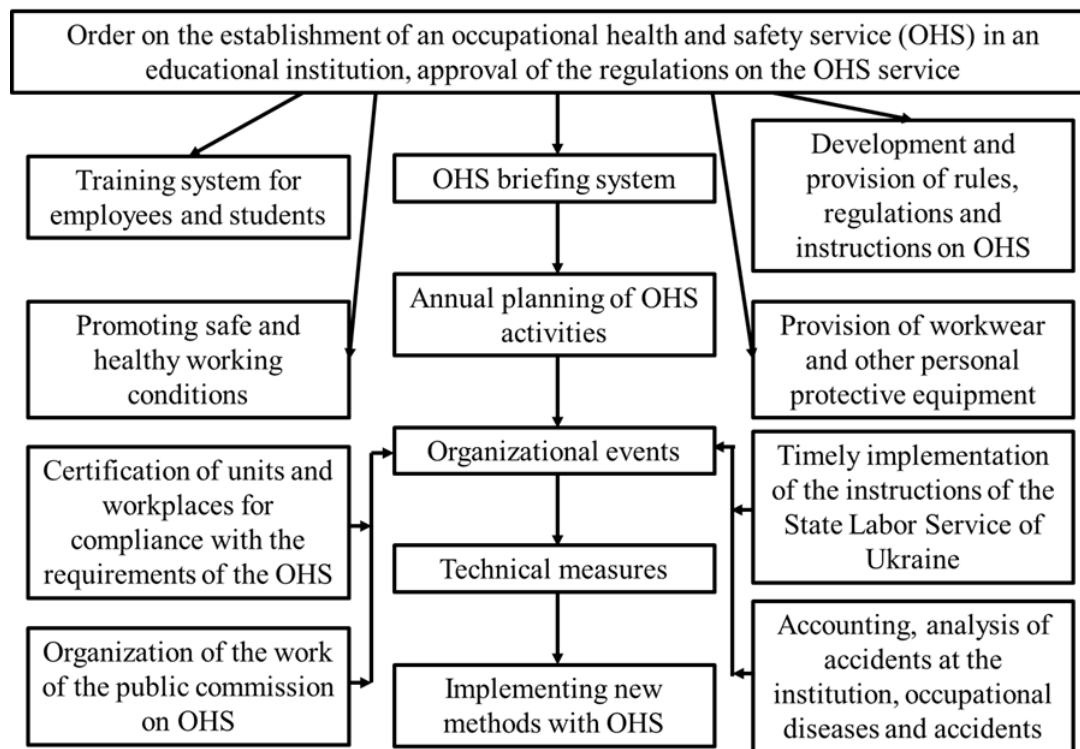 Order on the establishment of an occupational health and safety service (OHS) in an
educational institution, approval of the regulations on the OHS service
Training system for
employees and students
OHS briefing system
Development and
provision of rules,
regulations and
instructions on OHS
Promoting safe and
healthy working
conditions
Annual planning of OHS
activities
Provision of workwear
and other personal
protective equipment
Certification of units and
workplaces for
compliance with the
requirements of the OHS
Organizational events
Timely implementation
of the instructions of the
State Labor Service of
Ukraine
Technical measures
Organization of the work
of the public commission
on OHS
Implementing new
methods with OHS
Accounting, analysis of
accidents at the
institution, occupational
diseases and accidents